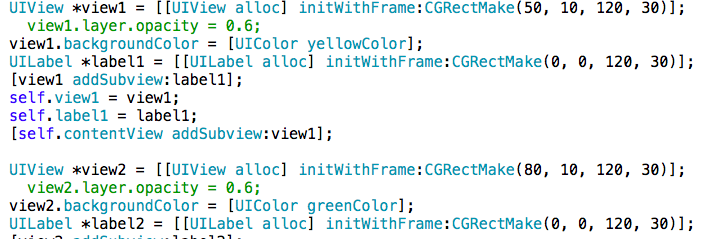 UIView *view1 = [[UIView alloc] initWithFrame:CGRectMake(50, 10, 120, 30)];
view1.layer.opacity = 0.6;
view1.backgroundColor = [UIColor yellowColor];
UILabel *label1 = [[UILabel alloc] initWithFrame:CGRectMake(0, 0, 120, 30)];
[view1 addSubview:label1];
self.view1 = view1;
self.label1 = label1;
[self.contentView addSubview:view1];
UIView *view2 = [[UIView alloc] initWithFrame:CGRectMake(80, 10, 120, 30)];
view2.layer.opacity = 0.6;
view2.backgroundColor = [UIColor greenColor];
UILabel *label2 = [[UILabel alloc] initWithFrame:CGRectMake(0, 0, 120, 30)];